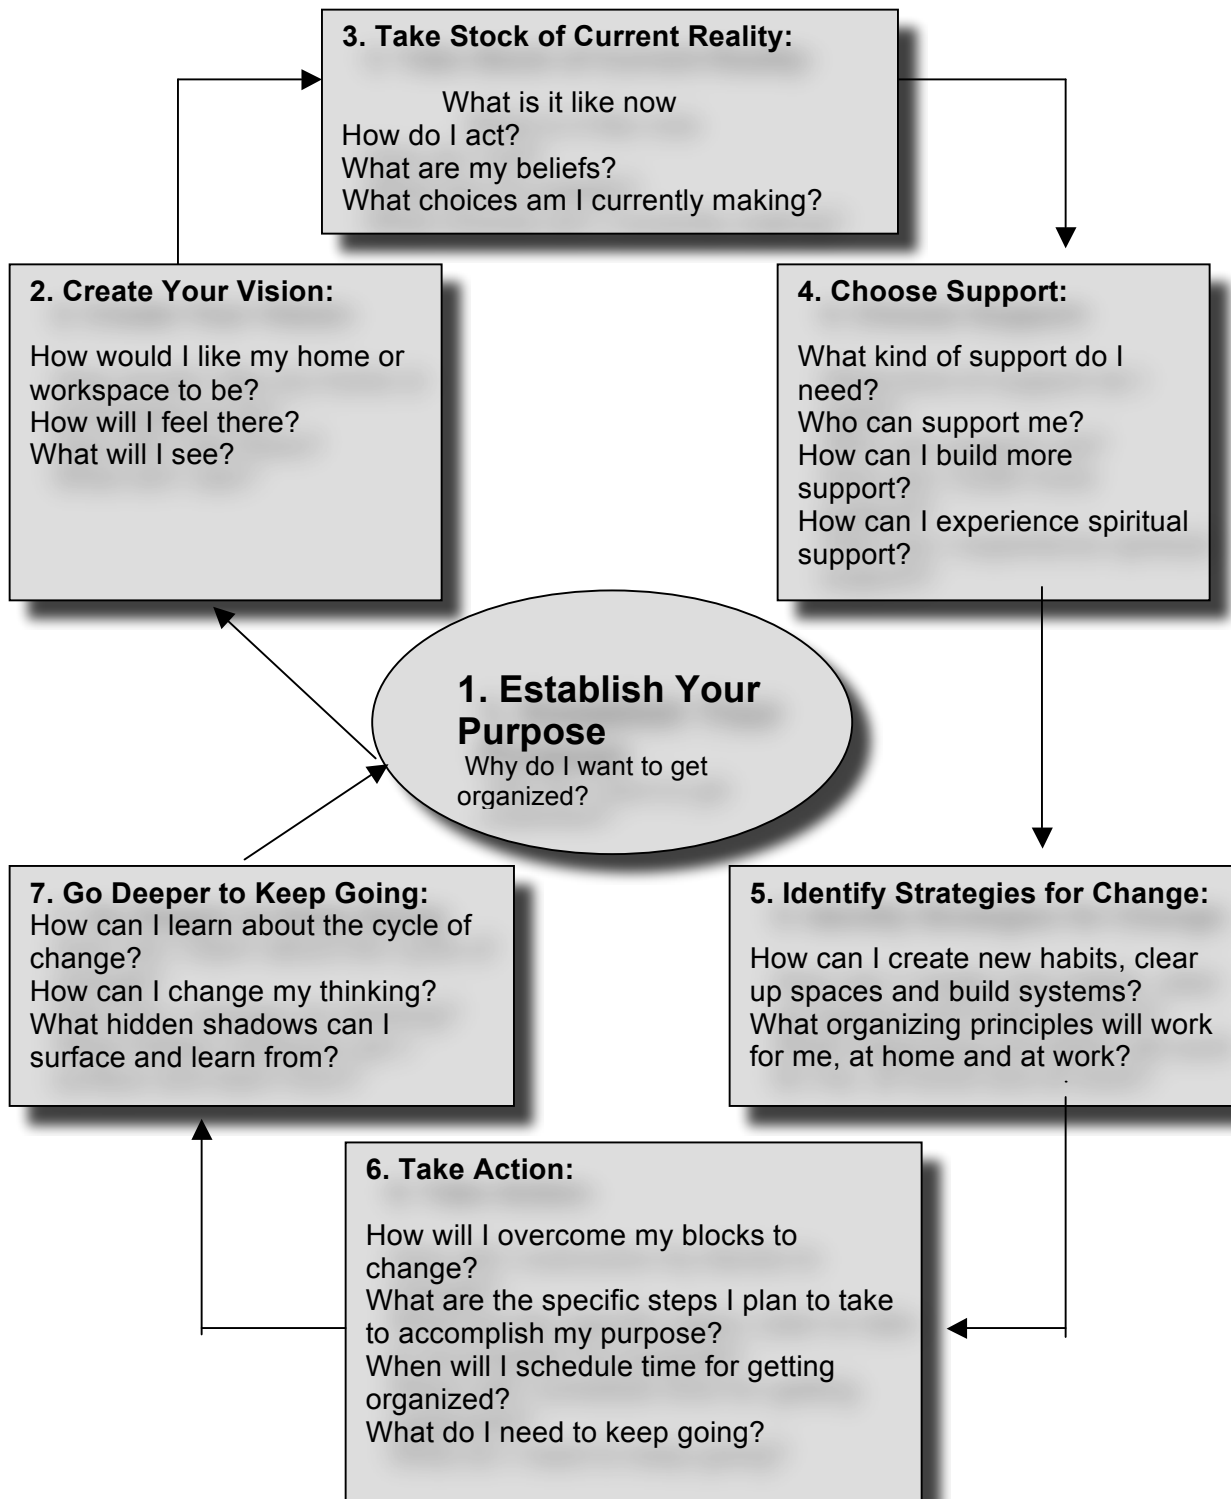 3. Take Stock of Current Reality:
What is it like now
How do I act?
What are my beliefs?
What choices am I currently making?
2. Create Your Vision:
How would I like my home or
workspace to be?
How will I feel there?
What will I see?
4. Choose Support:
What kind of support do I
need?
Who can support me?
How can I build more
support?
How can I experience spiritual
support?
1. Establish Your
Purpose
Why do I want to get
organized?
7. Go Deeper to Keep Going:
How can I learn about the cycle of
change?
How can I change my thinking?
What hidden shadows can I
surface and learn from?
5. Identify Strategies for Change:
How can I create new habits, clear
up spaces and build systems?
What organizing principles will work
for me, at home and at work?
6. Take Action:
How will I overcome my blocks to
change?
What are the specific steps I plan to take
to accomplish my purpose?
When will I schedule time for getting
organized?
What do I need to keep going?